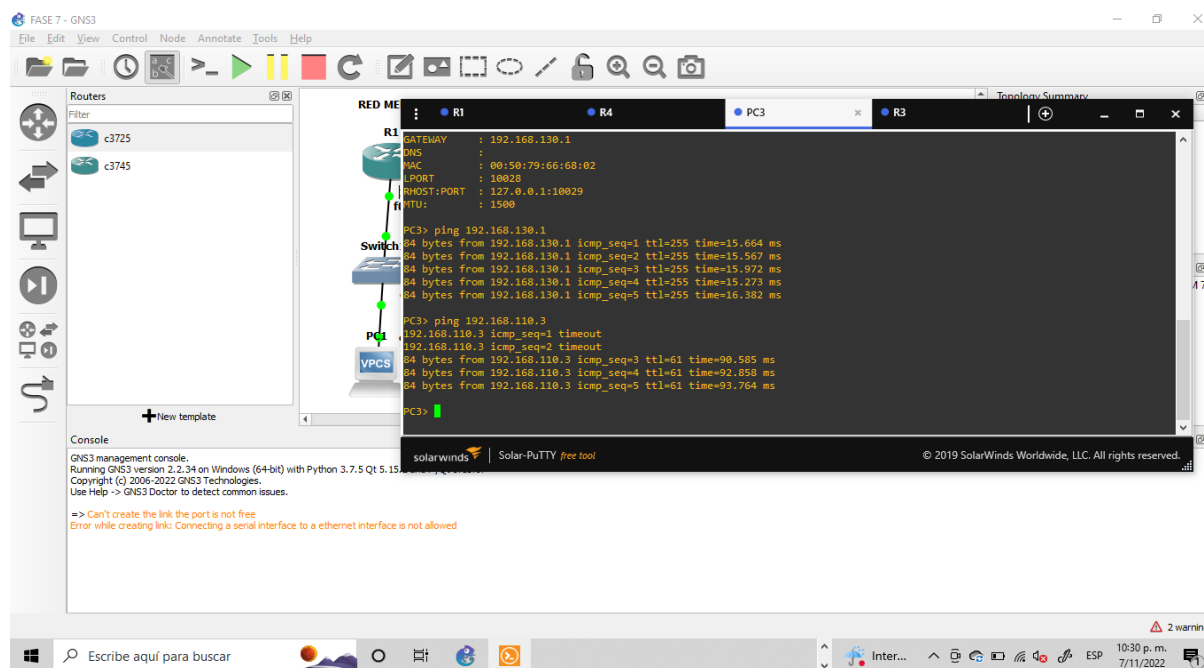 FASE 7 - GNS3
File Edit View Control Node Annotate Tools Help
Routers
Filter
c3725
c3745
New template
RED ME
R1
Switch
PC1
VPCS
Topology Summary
R1
R4
PC3
R3
GATEWAY : 192.168.130.1
DNS :
MAC : 00:50:79:66:68:02
LPORT : 10028
RHOST:PORT : 127.0.0.1:10029
MTU: : 1500
PC3> ping 192.168.130.1
84 bytes from 192.168.130.1 icmp_seq=1 ttl=255 time=15.664 ms
84 bytes from 192.168.130.1 icmp_seq=2 ttl=255 time=15.567 ms
84 bytes from 192.168.130.1 icmp_seq=3 ttl=255 time=15.972 ms
84 bytes from 192.168.130.1 icmp_seq=4 ttl=255 time=15.273 ms
84 bytes from 192.168.130.1 icmp_seq=5 ttl=255 time=16.382 ms
PC3> ping 192.168.110.3
192.168.110.3 icmp_seq=1 timeout
192.168.110.3 icmp_seq=2 timeout
84 bytes from 192.168.110.3 icmp_seq=3 ttl=61 time=90.585 ms
84 bytes from 192.168.110.3 icmp_seq=4 ttl=61 time=92.858 ms
84 bytes from 192.168.110.3 icmp_seq=5 ttl=61 time=93.764 ms
PC3>
solarwinds Solar-PuTTY free tool
© 2019 SolarWinds Worldwide, LLC. All rights reserved.
Console
GNS3 management console.
Running GNS3 version 2.2.34 on Windows (64-bit) with Python 3.7.5 Qt 5.15.
Copyright (c) 2006-2022 GNS3 Technologies.
Use Help -> GNS3 Doctor to detect common issues.
=> Can't create the link the port is not free
Error while creating link: Connecting a serial interface to a ethernet interface is not allowed
2 warnin
Escribe aquí para buscar
Inter...
ESP
10:30 p. m.
7/11/2022